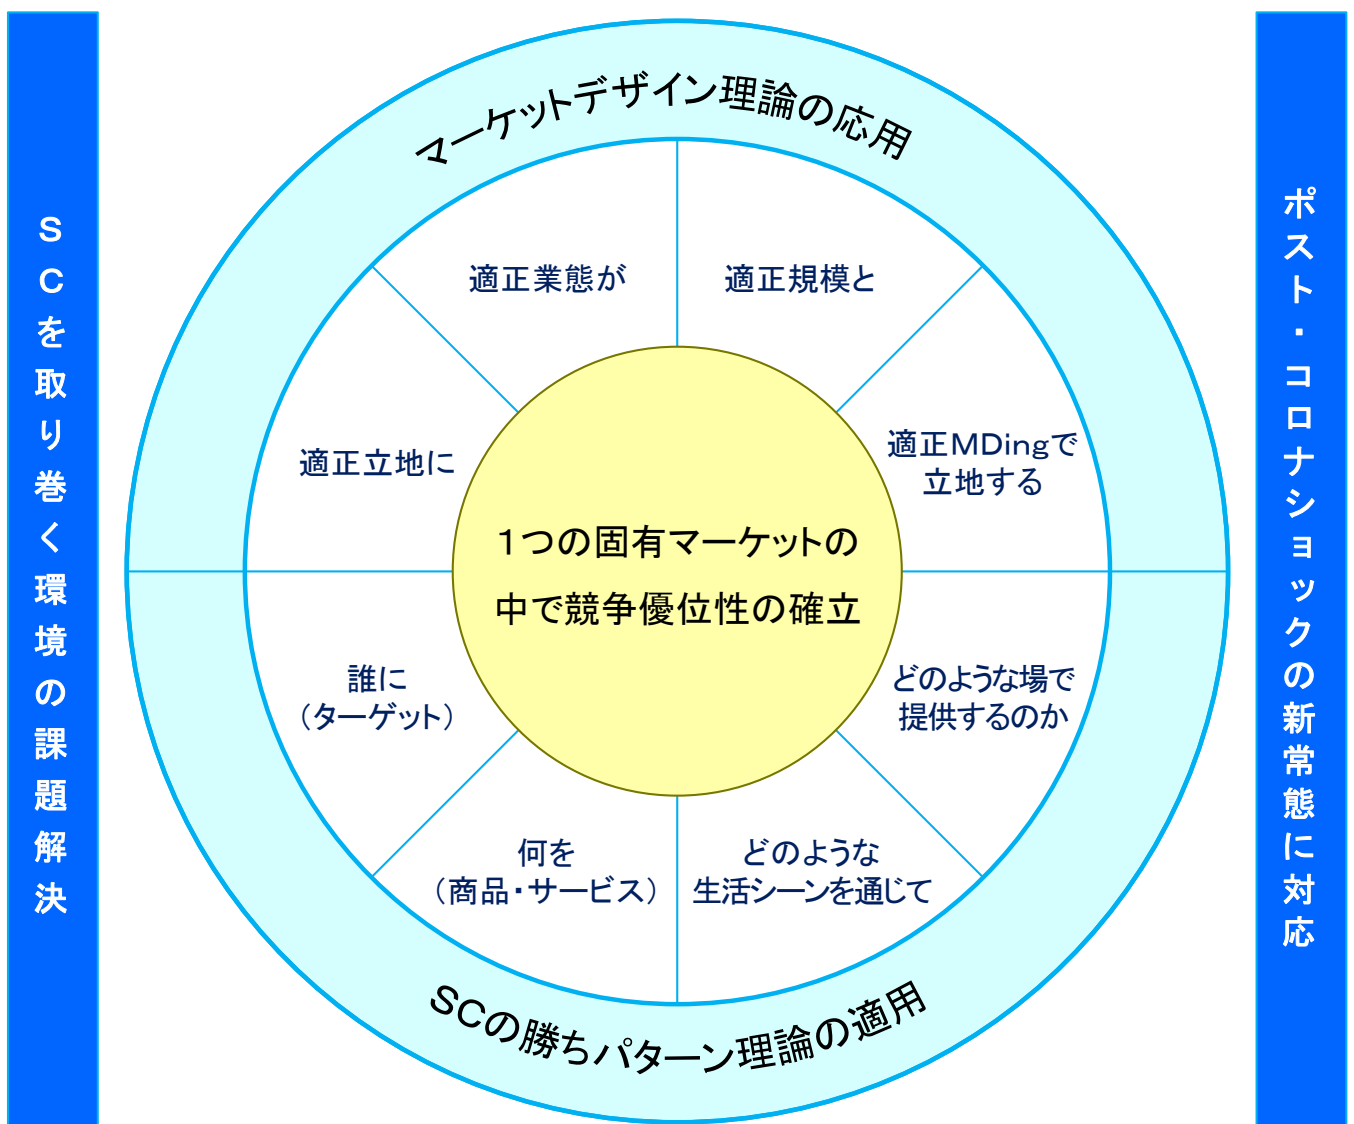 SCを取り巻く環境の課題解決
マーケットデザイン理論の応用
適正立地に
適正業態が
適正規模と
適正MDingで
立地する
1つの固有マーケットの
中で競争優位性の確立
誰に
（ターゲット）
何を
（商品・サービス）
どのような
生活シーンを通じて
どのような場で
提供するのか
SCの勝ちパターン理論の適用
ポスト・コロナショックの新常態に対応